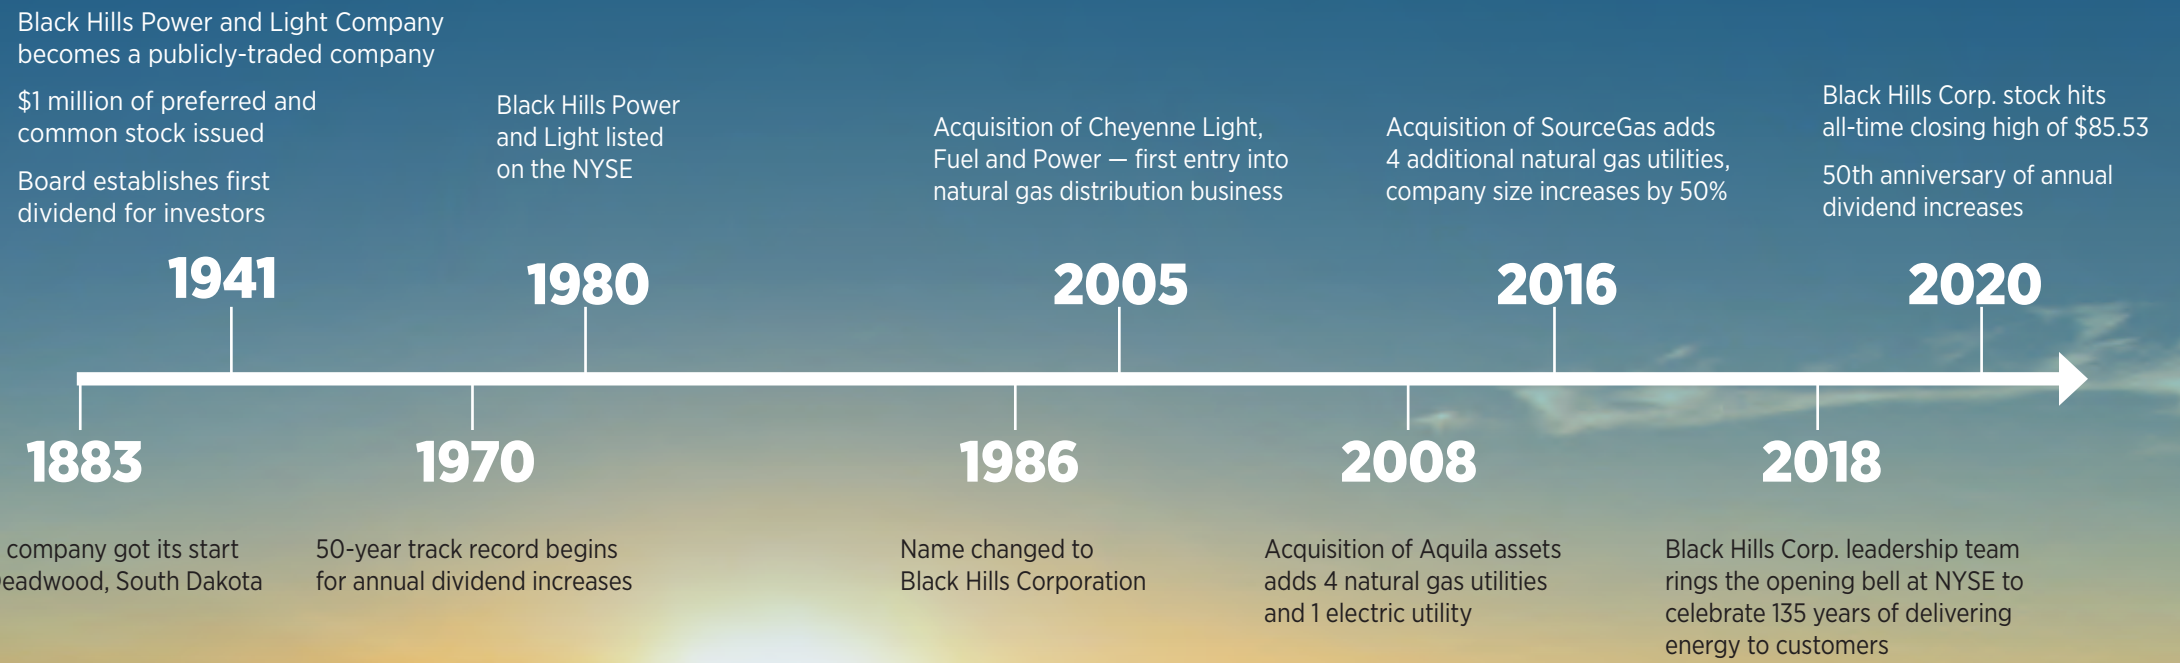 Black Hills Power and Light Company
becomes a publicly-traded company
$1 million of preferred and
common stock issued
Board establishes first
dividend for investors
1941
Black Hills Power
and Light listed
on the NYSE
1980
Acquisition of Cheyenne Light,
Fuel and Power — first entry into
natural gas distribution business
2005
Acquisition of SourceGas adds
4 additional natural gas utilities,
company size increases by 50%
2016
Black Hills Corp. stock hits
all-time closing high of $85.53
50th anniversary of annual
dividend increases
2020
1883
company got its start
eadwood, South Dakota
1970
50-year track record begins
for annual dividend increases
1986
Name changed to
Black Hills Corporation
2008
Acquisition of Aquila assets
adds 4 natural gas utilities
and 1 electric utility
2018
Black Hills Corp. leadership team
rings the opening bell at NYSE to
celebrate 135 years of delivering
energy to customers